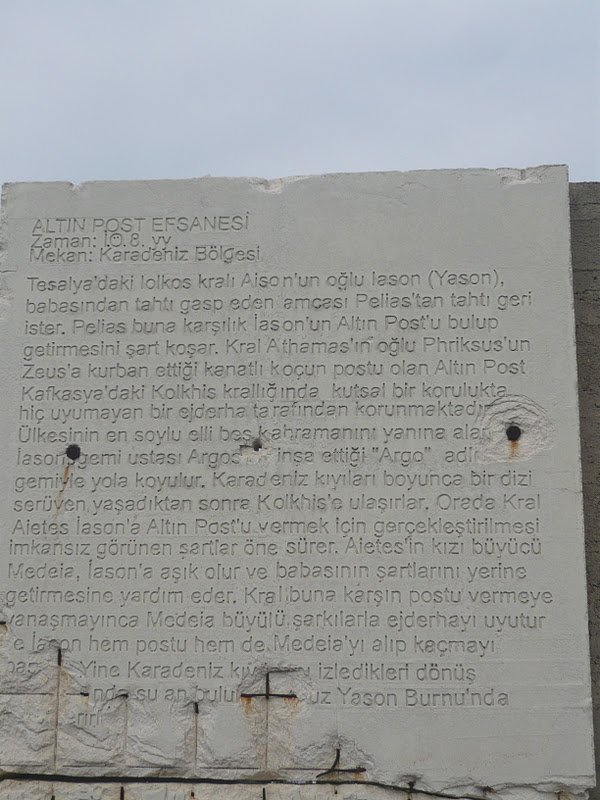 ALTIN POST EFSANESİ
Zaman: İ.Ö.8. yy
Mekan: Karadeniz Bölgesi
Tesalya'daki Iolkos kralı Aison'un oğlu Iason (Yason),
babasından tahtı gasp eden amcası Pelias'tan tahtı geri
ister. Pelias buna karşılık İason'un Altın Post'u bulup
getirmesini şart koşar. Kral Athamas'ın oğlu Phriksus'un
Zeus'a kurban ettiği kanatlı koçun postu olan Altın Post
Kafkasya'daki Kolkhis krallığında, kutsal bir korulukta
hiç uyumayan bir ejderha tarafından korunmaktadır
Ülkesinin en soylu elli beş kahramanını yanına alan
İason gemi ustası Argos inşa ettiği "Argo" adlı
gemiyle yola koyulur. Karadeniz kıyıları boyunca bir dizi
serüven yaşadıktan sonra Kolkhis'e ulaşırlar. Orada Kral
Aietes İason'a Altın Post'u vermek için gerçekleştirilmesi
imkansız görünen şartlar öne sürer. Aietes'in kızı büyücü
Medeia, İason'a aşık olur ve babasının şartlarını yerine
getirmesine yardım eder. Kral buna karşın postu vermeye
yanaşmayınca Medeia büyülü şarkılarla ejderhayı uyutur
ve İason hem postu hem de Medeia'yı alıp kaçmayı
Yine Karadeniz izledikleri dönüş
şu an Yason Burnu'nda